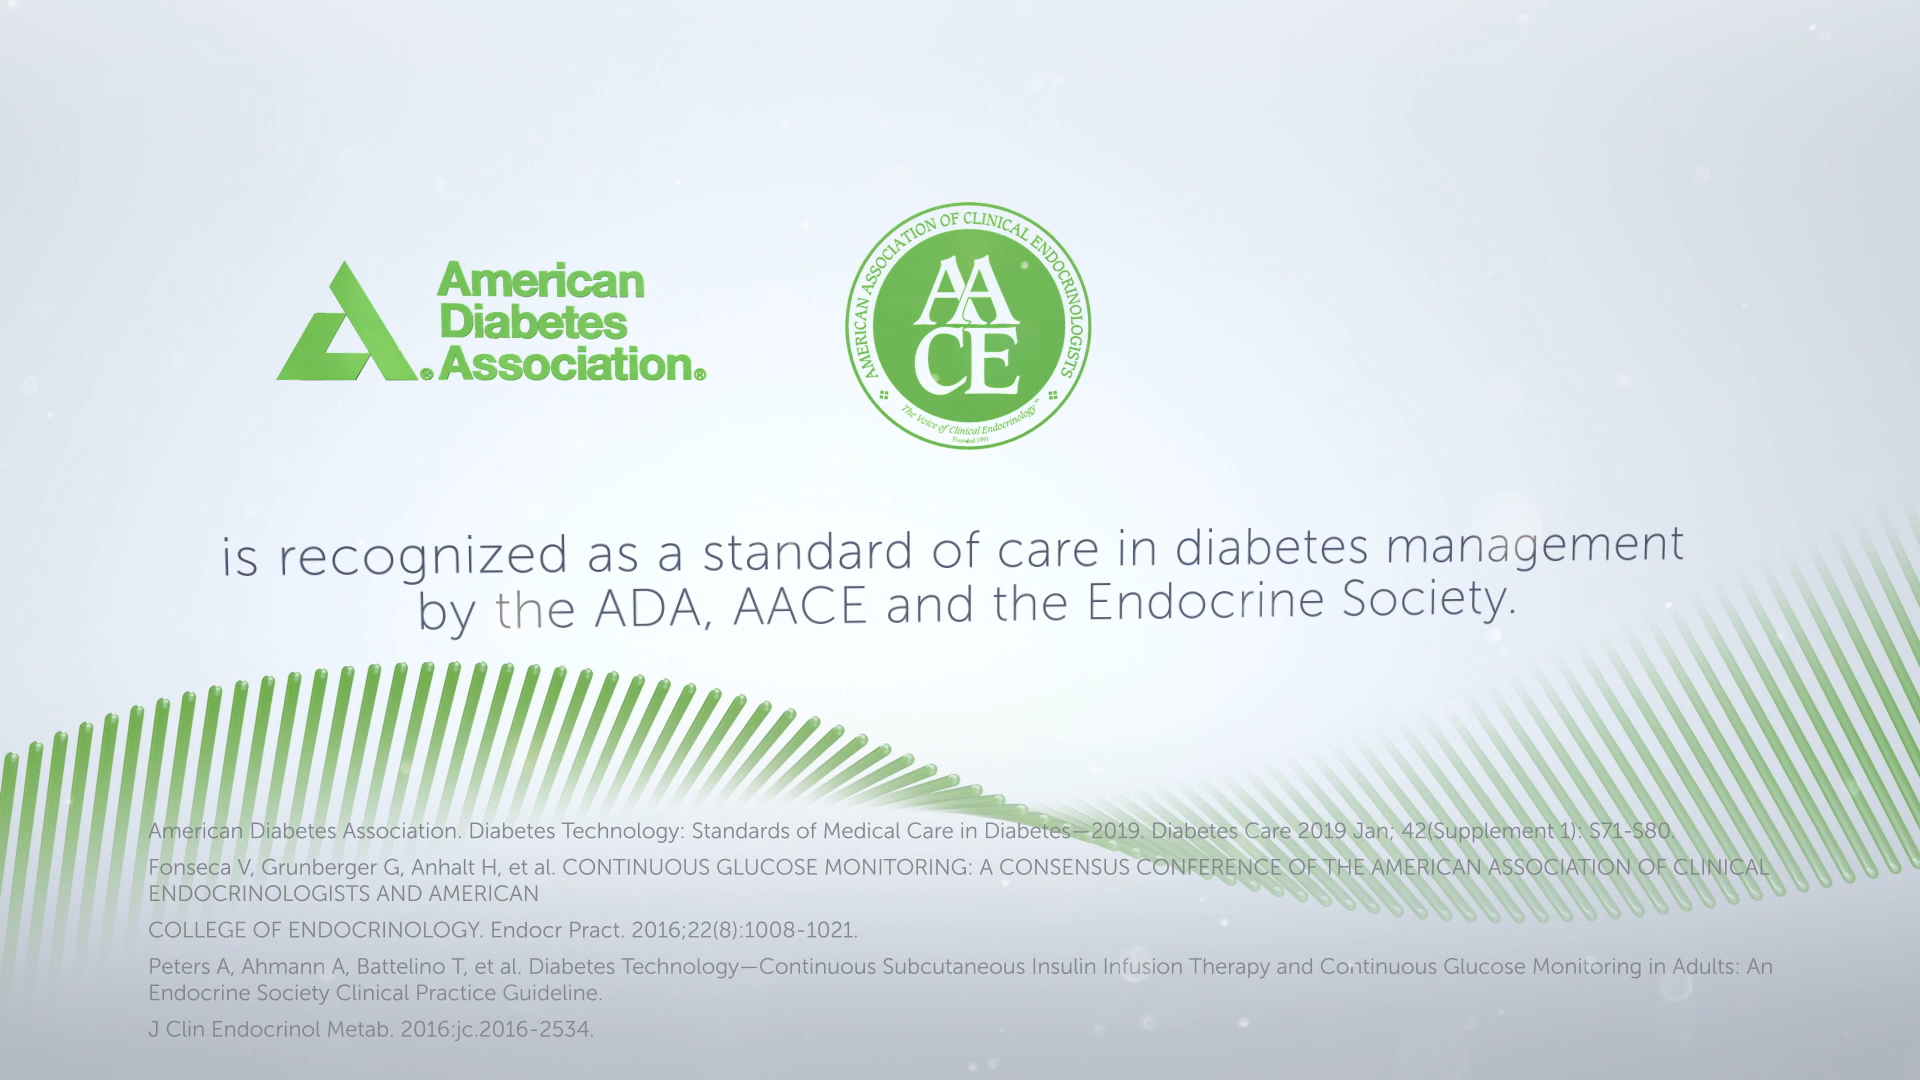 American
Diabetes
Association®
AMERICAN ASSOCIATION OF CLINICAL ENDOCRINOLOGISTS
AACE
The Voice of Clinical Endocrinology℠
Founded 1991
is recognized as a standard of care in diabetes management
by the ADA, AACE and the Endocrine Society.
American Diabetes Association. Diabetes Technology: Standards of Medical Care in Diabetes—2019. Diabetes Care 2019 Jan; 42(Supplement 1): S71-S80.
Fonseca V, Grunberger G, Anhalt H, et al. CONTINUOUS GLUCOSE MONITORING: A CONSENSUS CONFERENCE OF THE AMERICAN ASSOCIATION OF CLINICAL
ENDOCRINOLOGISTS AND AMERICAN
COLLEGE OF ENDOCRINOLOGY. Endocr Pract. 2016;22(8):1008-1021.
Peters A, Ahmann A, Battelino T, et al. Diabetes Technology—Continuous Subcutaneous Insulin Infusion Therapy and Continuous Glucose Monitoring in Adults: An
Endocrine Society Clinical Practice Guideline.
J Clin Endocrinol Metab. 2016:jc.2016-2534.